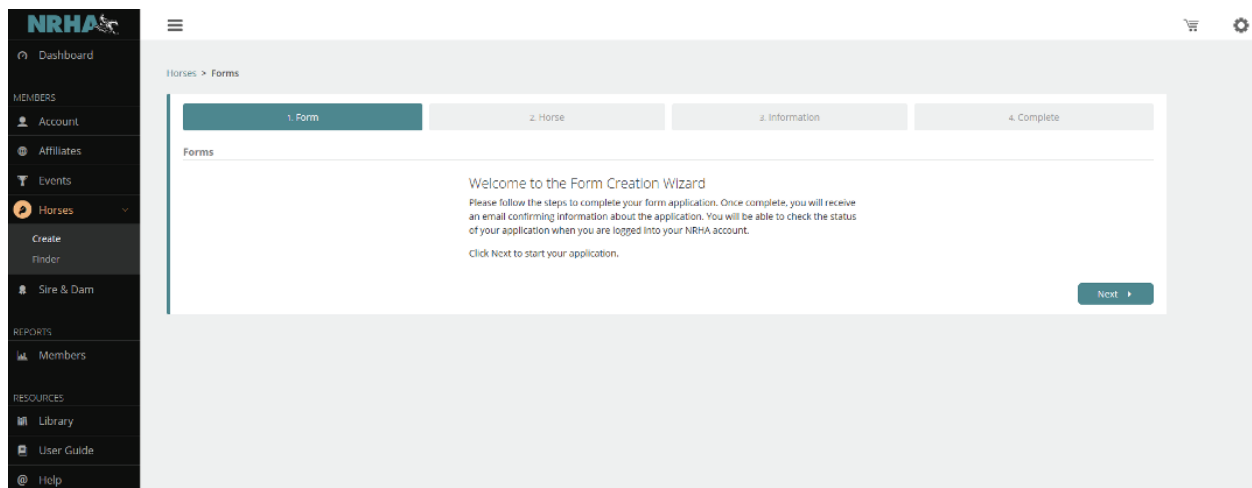 NRHA
Dashboard
MEMBERS
Account
Affiliates
Events
Horses
Create
Finder
Sire & Dam
REPORTS
Members
RESOURCES
Library
User Guide
@ Help
Horses > Forms
1. Form
2. Horse
3. Information
4. Complete
Forms
Welcome to the Form Creation Wizard
Please follow the steps to complete your form application. Once complete, you will receive
an email confirming information about the application. You will be able to check the status
of your application when you are logged into your NRHA account.
Click Next to start your application.
Next